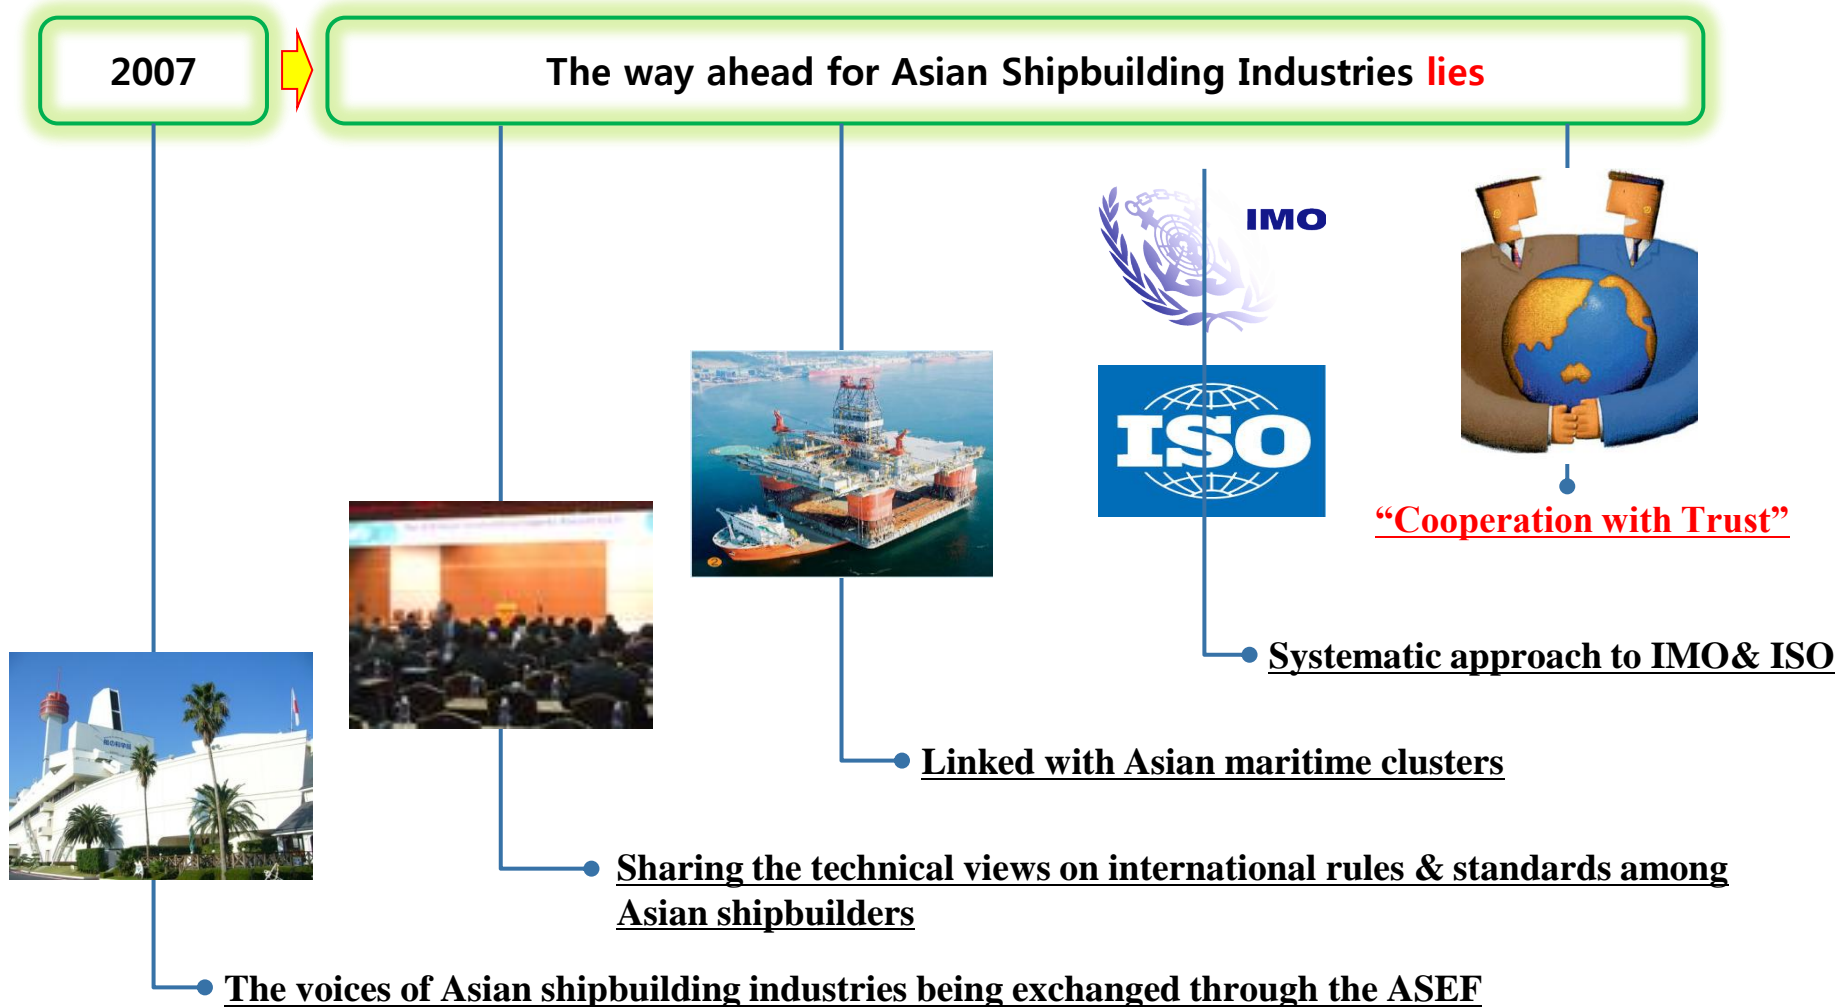 2007
The way ahead for Asian Shipbuilding Industries lies
IMO
ISO
“Cooperation with Trust”
Systematic approach to IMO& ISO
2
Linked with Asian maritime clusters
Sharing the technical views on international rules & standards among
Asian shipbuilders
The voices of Asian shipbuilding industries being exchanged through the ASEF